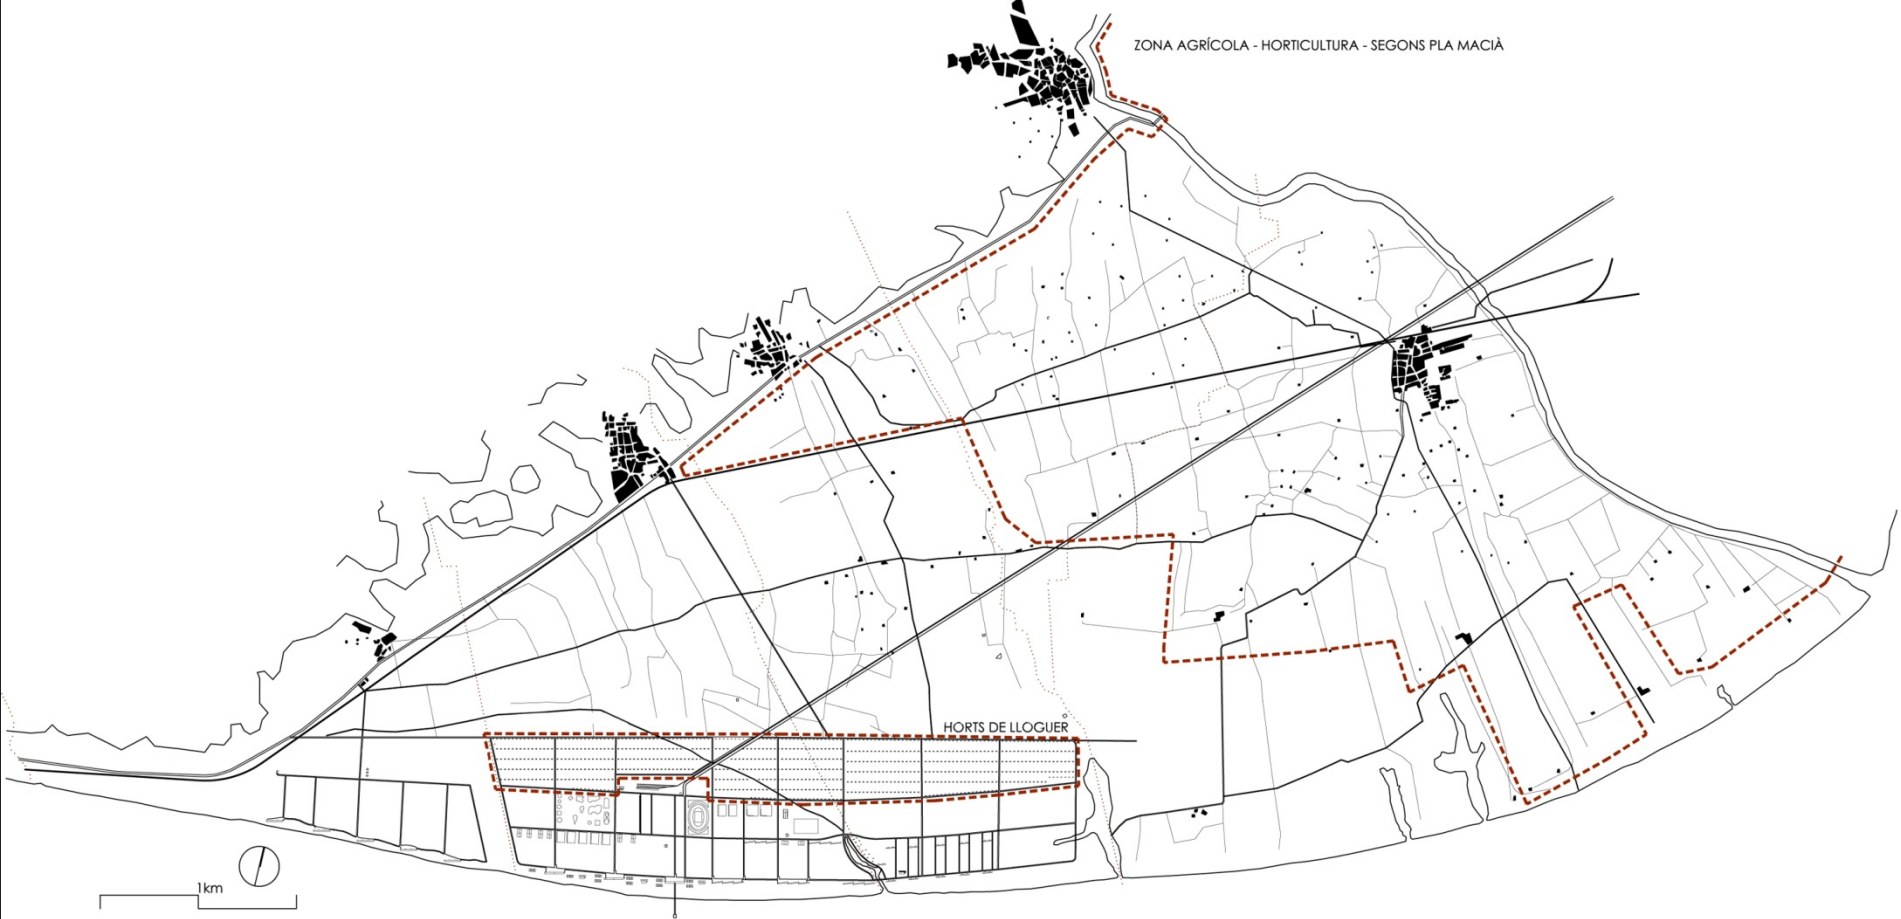 ZONA AGRÍCOLA - HORTICULTURA - SEGONS PLA MACIÀ
HORTS DE LLOGUER
1km